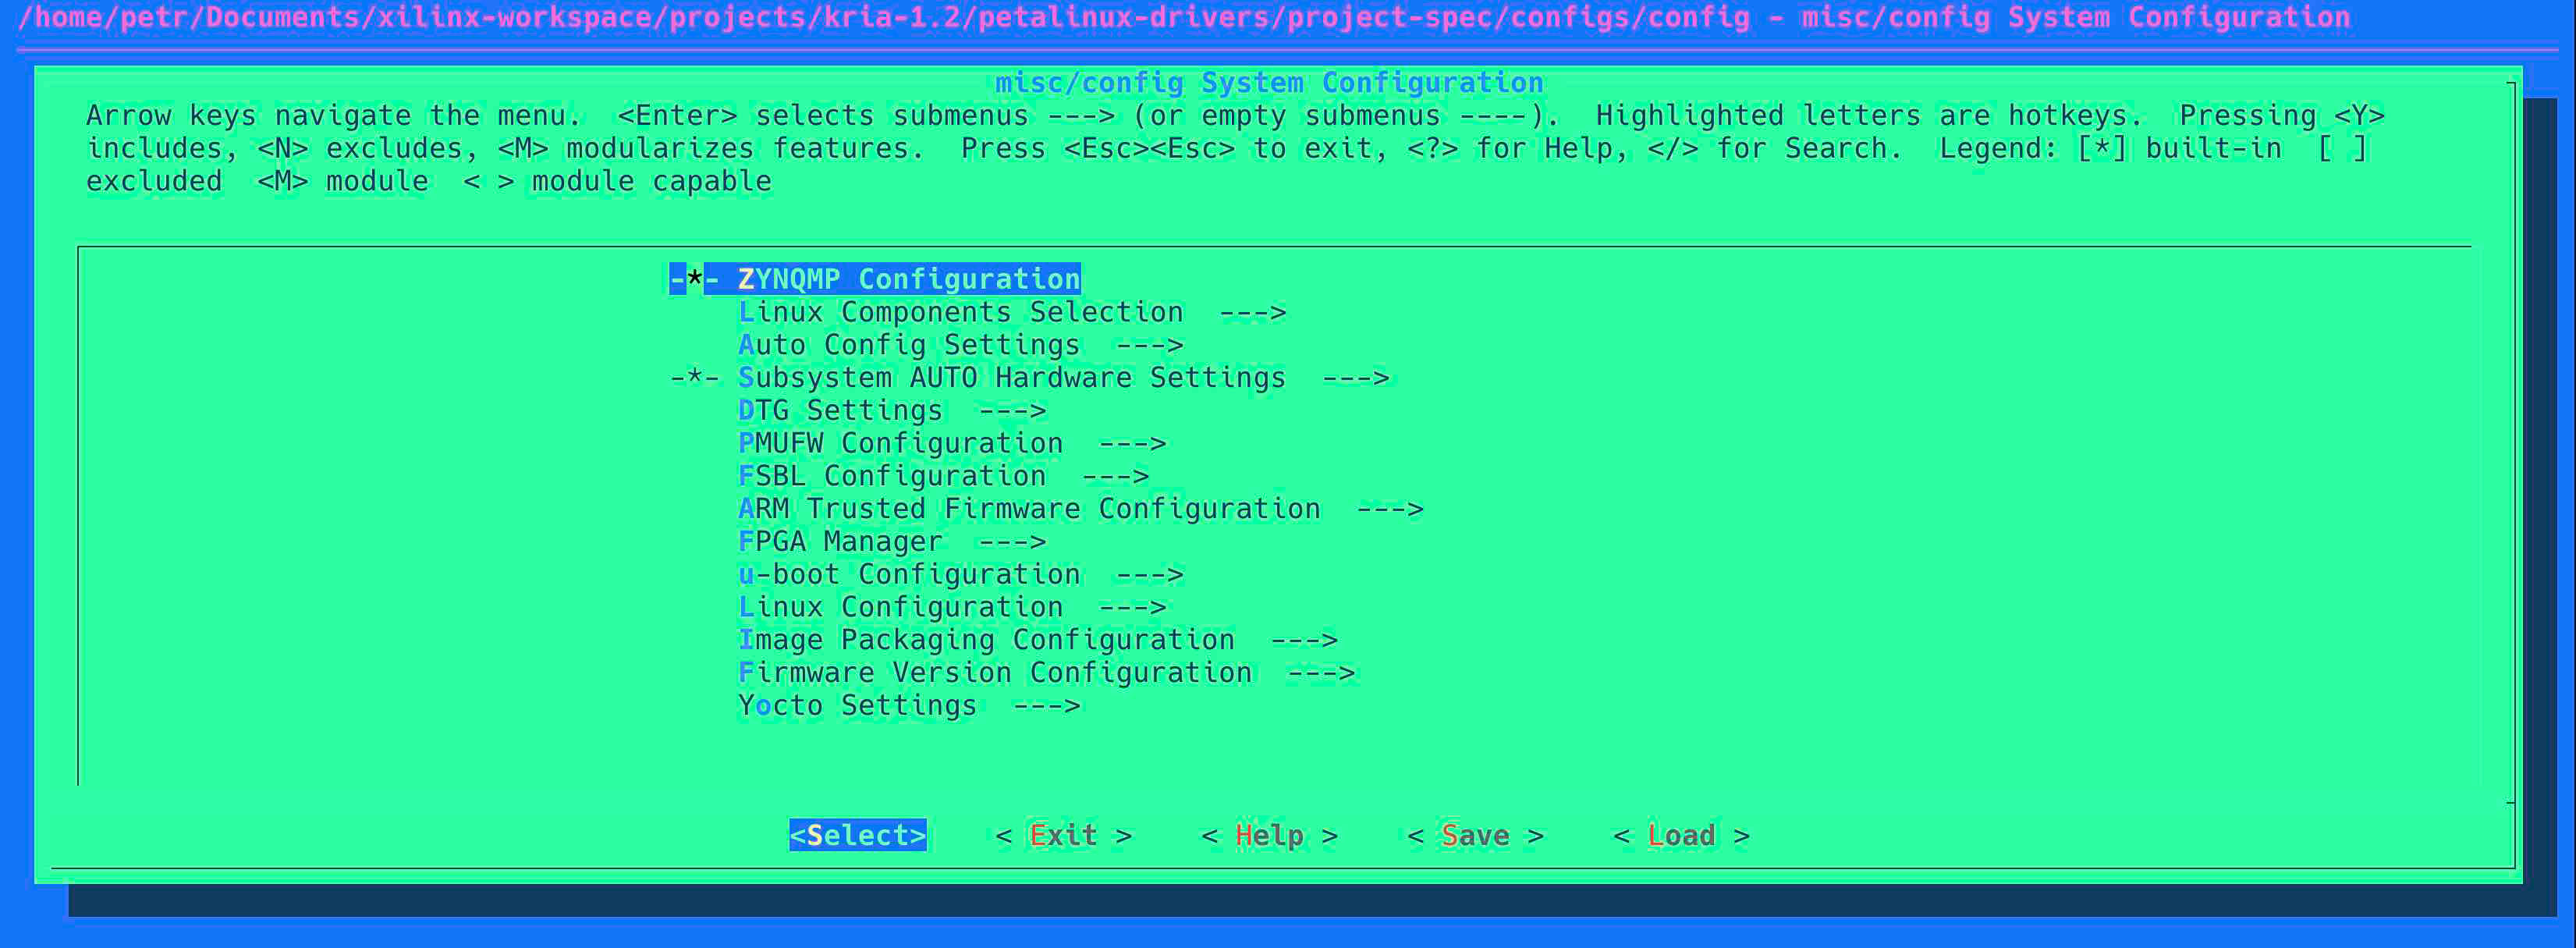 /home/petr/Documents/xilinx-workspace/projects/kria-1.2/petalinux-drivers/project-spec/configs/config - misc/config System Configuration
misc/config System Configuration
Arrow keys navigate the menu.  <Enter> selects submenus ---> (or empty submenus ----).  Highlighted letters are hotkeys.  Pressing <Y>
includes, <N> excludes, <M> modularizes features.  Press <Esc><Esc> to exit, <?> for Help, </> for Search.  Legend: [*] built-in  [ ]
excluded  <M> module  < > module capable
-*- ZYNQMP Configuration
Linux Components Selection  --->
Auto Config Settings  --->
-*- Subsystem AUTO Hardware Settings  --->
DTG Settings  --->
PMUFW Configuration  --->
FSBL Configuration  --->
ARM Trusted Firmware Configuration  --->
FPGA Manager  --->
u-boot Configuration  --->
Linux Configuration  --->
Image Packaging Configuration  --->
Firmware Version Configuration  --->
Yocto Settings  --->
<Select>    < Exit >    < Help >    < Save >    < Load >